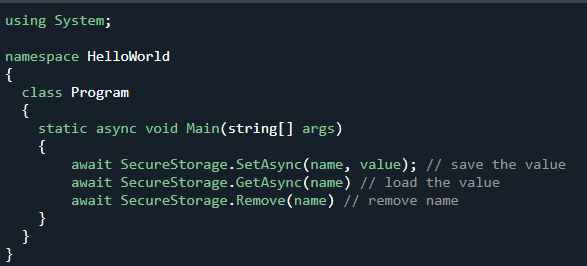 using System;

namespace HelloWorld
{
  class Program
  {
    static async void Main(string[] args)
    {
        await SecureStorage.SetAsync(name, value); // save the value
        await SecureStorage.GetAsync(name) // load the value
        await SecureStorage.Remove(name) // remove name
    }
  }
}